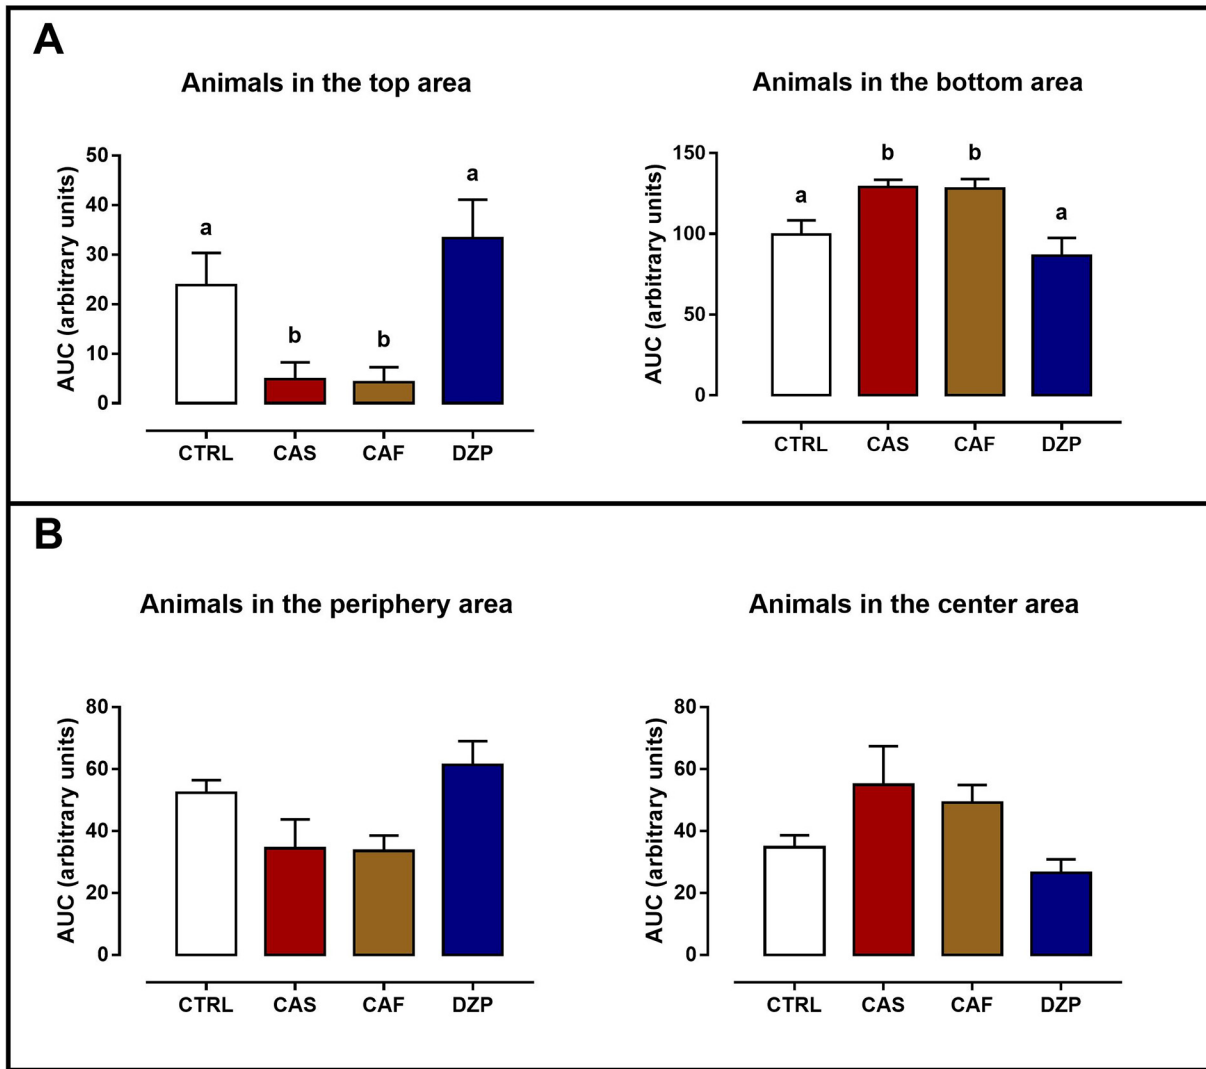 A
Animals in the top area
AUC (arbitrary units)
50
40
30
20
10
0
a
b
b
a
CTRL CAS CAF DZP
Animals in the bottom area
AUC (arbitrary units)
150
100
50
0
a
b
b
a
CTRL CAS CAF DZP
B
Animals in the periphery area
AUC (arbitrary units)
80
60
40
20
0
CTRL CAS CAF DZP
Animals in the center area
AUC (arbitrary units)
80
60
40
20
0
CTRL CAS CAF DZP